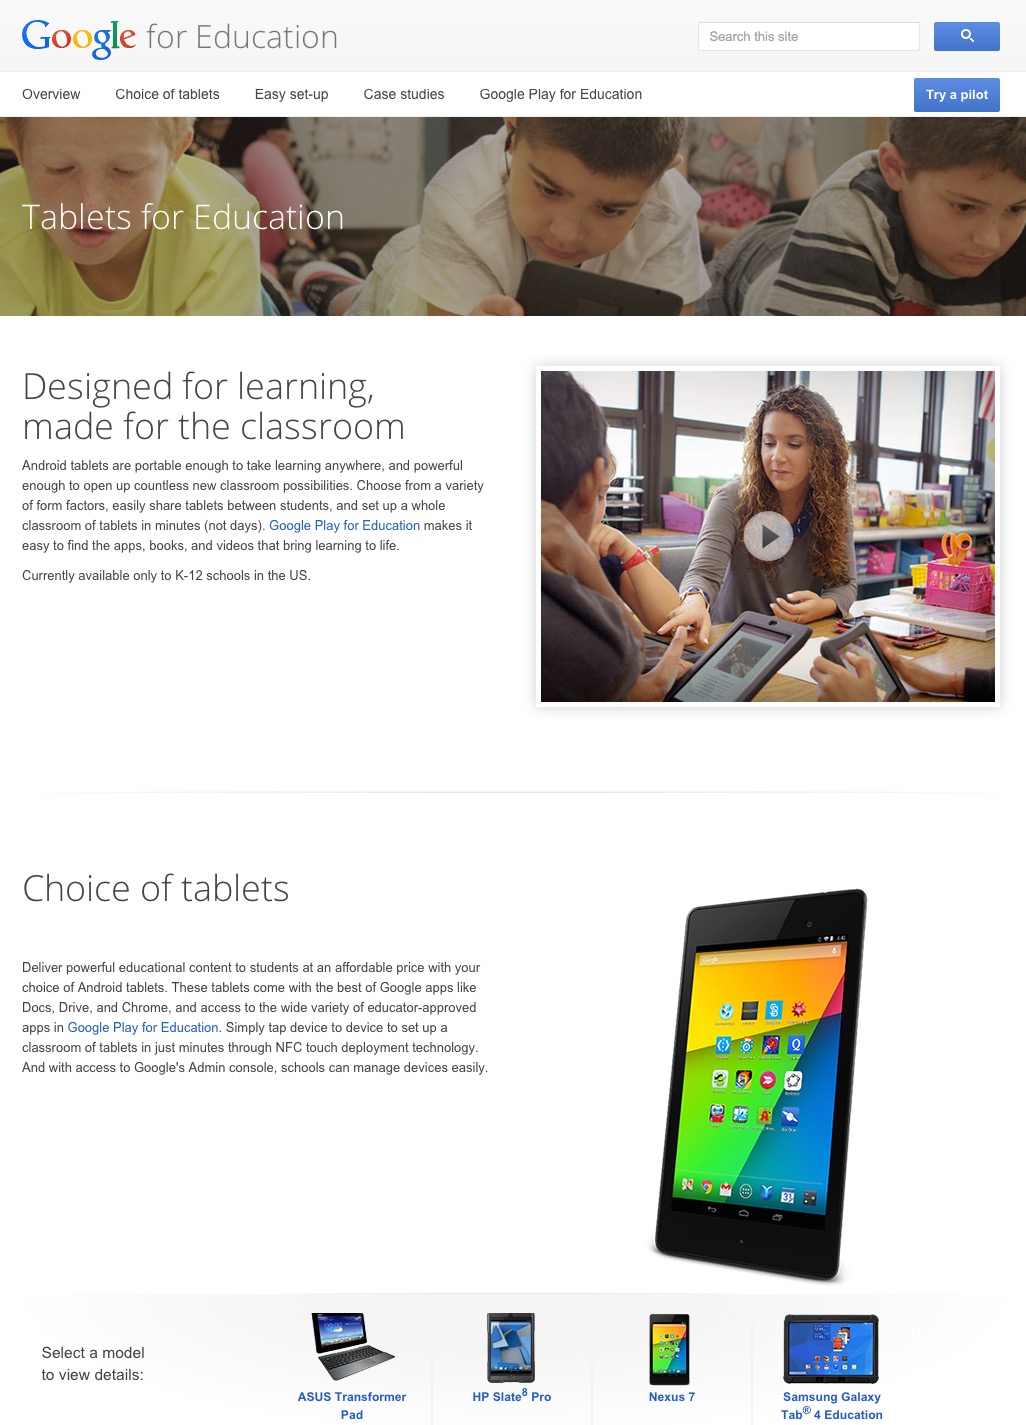 Google for Education
Search this site
Overview
Choice of tablets
Easy set-up
Case studies
Google Play for Education
Try a pilot
Tablets for Education
Designed for learning,
made for the classroom
Android tablets are portable enough to take learning anywhere, and powerful
enough to open up countless new classroom possibilities. Choose from a variety
of form factors, easily share tablets between students, and set up a whole
classroom of tablets in minutes (not days). Google Play for Education makes it
easy to find the apps, books, and videos that bring learning to life.
Currently available only to K-12 schools in the US.
Choice of tablets
Deliver powerful educational content to students at an affordable price with your
choice of Android tablets. These tablets come with the best of Google apps like
Docs, Drive, and Chrome, and access to the wide variety of educator-approved
apps in Google Play for Education. Simply tap device to device to set up a
classroom of tablets in just minutes through NFC touch deployment technology.
And with access to Google's Admin console, schools can manage devices easily.
Google
31
Select a model
to view details:
ASUS Transformer
Pad
HP Slate8 Pro
Nexus 7
Samsung Galaxy
Tab® 4 Education